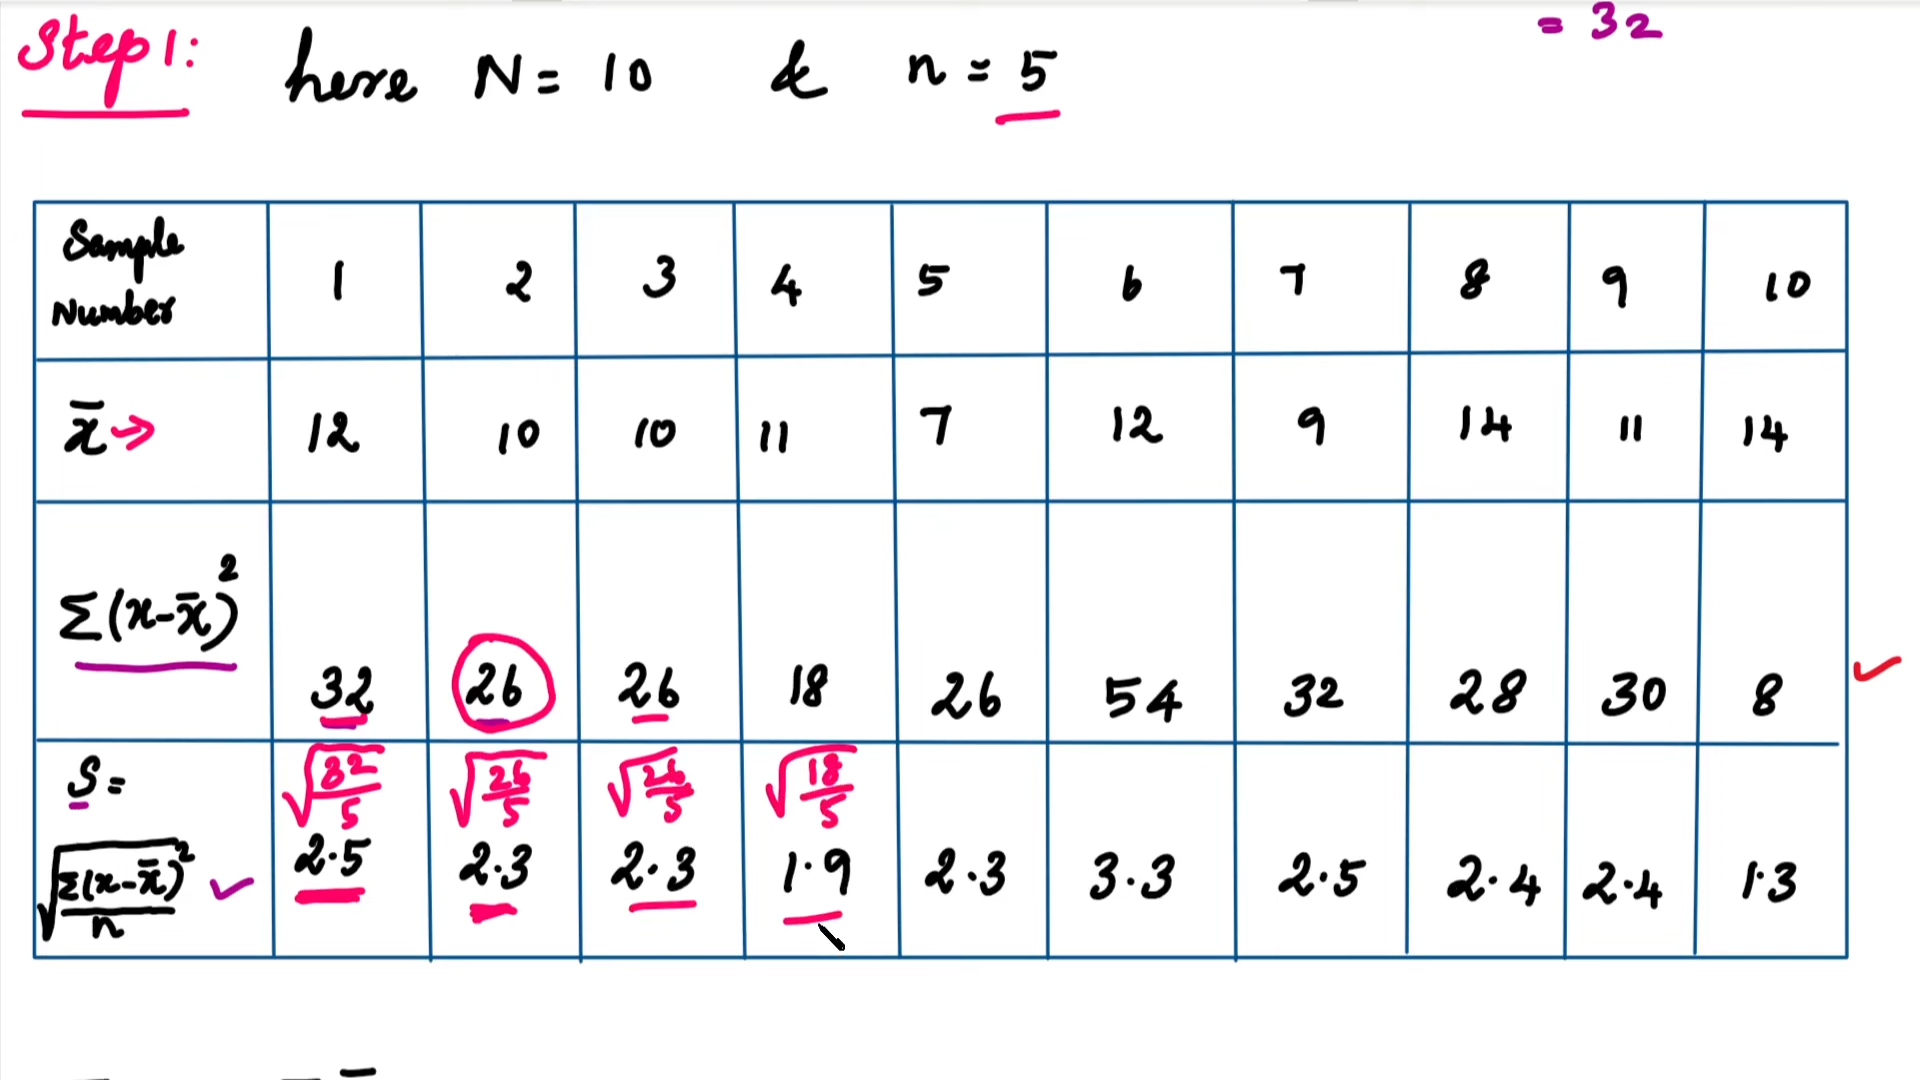 = 32
Step 1: here N = 10 & n = 5
Sample Number 1 2 3 4 5 6 7 8 9 10
x̄ → 12 10 10 11 7 12 9 14 11 14
Σ(x-x̄)² 32 26 26 18 26 54 32 28 30 8
S = √32/5 √26/5 √26/5 √18/5
√Σ(x-x̄)²/n 2.5 2.3 2.3 1.9 2.3 3.3 2.5 2.4 2.4 1.3